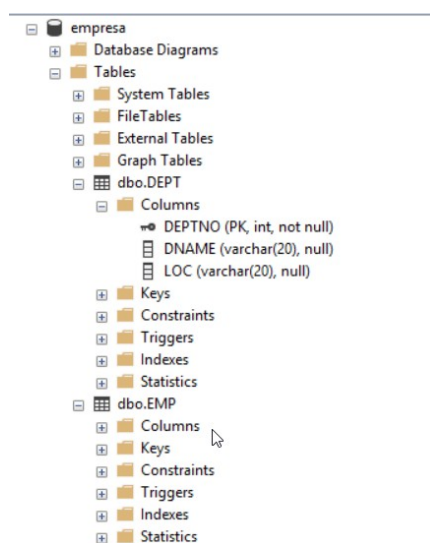 empresa
Database Diagrams
Tables
System Tables
FileTables
External Tables
Graph Tables
dbo.DEPT
Columns
DEPTNO (PK, int, not null)
DNAME (varchar(20), null)
LOC (varchar(20), null)
Keys
Constraints
Triggers
Indexes
Statistics
dbo.EMP
Columns
Keys
Constraints
Triggers
Indexes
Statistics